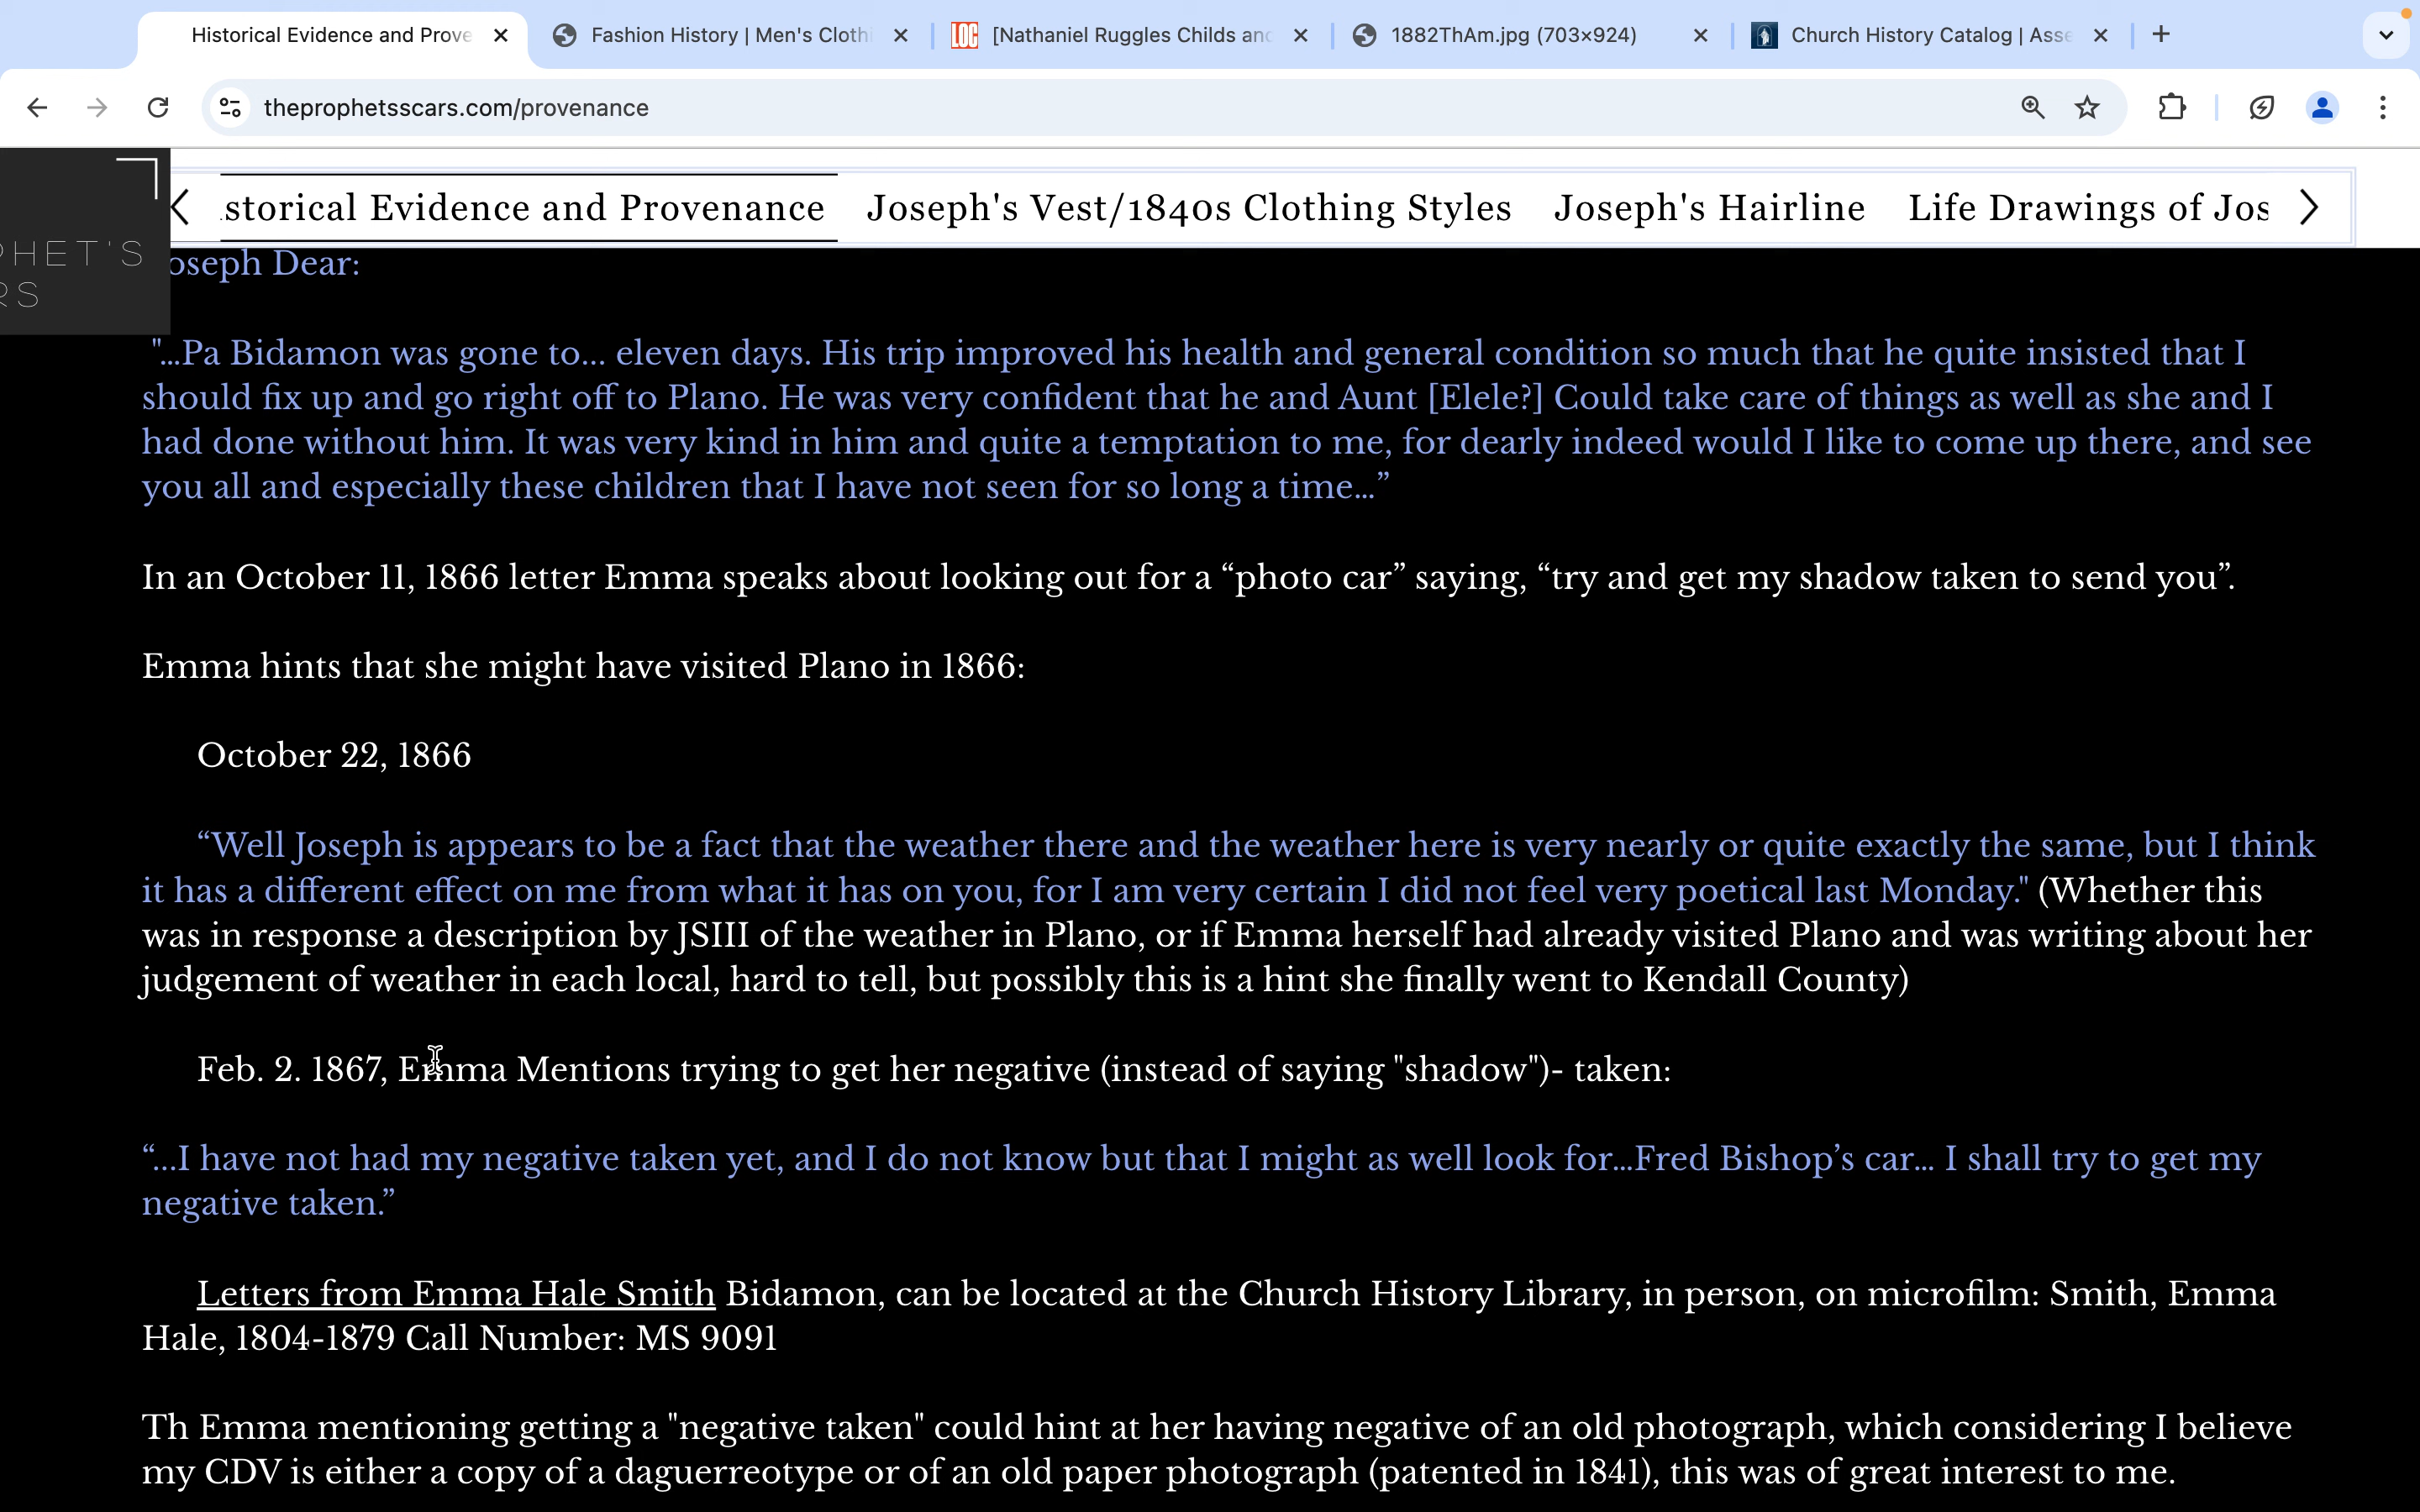 Historical Evidence and Prove
Fashion History | Men's Clothi
LOC
[Nathaniel Ruggles Childs and
1882ThAm.jpg (703×924)
Church History Catalog | Asse
theprophetsscars.com/provenance
storical Evidence and Provenance
Joseph's Vest/1840s Clothing Styles
Joseph's Hairline
Life Drawings of Jos
PHET'S
RS
oseph Dear:
"...Pa Bidamon was gone to... eleven days. His trip improved his health and general condition so much that he quite insisted that I
should fix up and go right off to Plano. He was very confident that he and Aunt [Elele?] Could take care of things as well as she and I
had done without him. It was very kind in him and quite a temptation to me, for dearly indeed would I like to come up there, and see
you all and especially these children that I have not seen for so long a time...”
In an October 11, 1866 letter Emma speaks about looking out for a “photo car” saying, “try and get my shadow taken to send you”.
Emma hints that she might have visited Plano in 1866:
October 22, 1866
“Well Joseph is appears to be a fact that the weather there and the weather here is very nearly or quite exactly the same, but I think
it has a different effect on me from what it has on you, for I am very certain I did not feel very poetical last Monday." (Whether this
was in response a description by JSIII of the weather in Plano, or if Emma herself had already visited Plano and was writing about her
judgement of weather in each local, hard to tell, but possibly this is a hint she finally went to Kendall County)
Feb. 2. 1867, Emma Mentions trying to get her negative (instead of saying "shadow")- taken:
“...I have not had my negative taken yet, and I do not know but that I might as well look for...Fred Bishop’s car... I shall try to get my
negative taken.”
Letters from Emma Hale Smith Bidamon, can be located at the Church History Library, in person, on microfilm: Smith, Emma
Hale, 1804-1879 Call Number: MS 9091
Th Emma mentioning getting a "negative taken" could hint at her having negative of an old photograph, which considering I believe
my CDV is either a copy of a daguerreotype or of an old paper photograph (patented in 1841), this was of great interest to me.